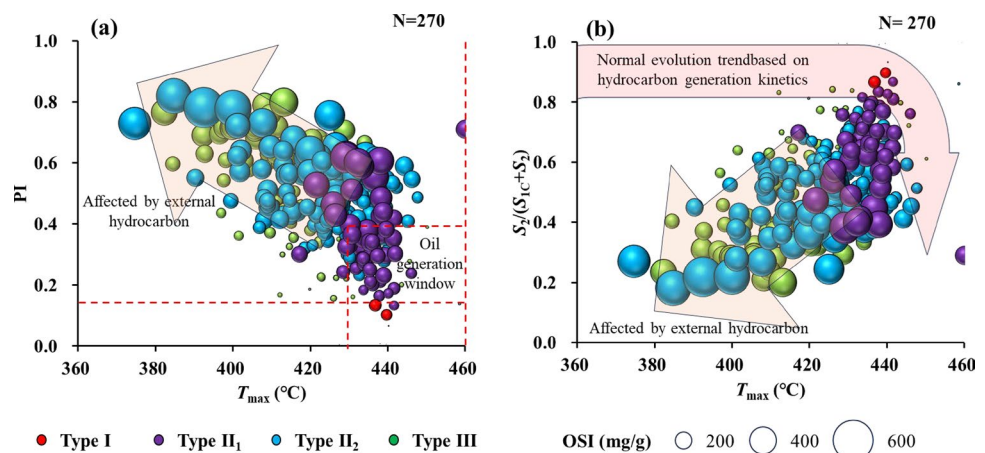 (a)
N=270
1.0
0.8
0.6
0.4
0.2
0.0
PI
Affected by external
hydrocarbon
Oil
generation
window
360
380
400
420
440
460
Tmax (°C)
(b)
N= 270
1.0
0.8
0.6
0.4
0.2
0.0
S2/(S1C+S2)
Normal evolution trendbased on
hydrocarbon generation kinetics
Affected by external hydrocarbon
360
380
400
420
440
460
Tmax (°C)
Type I
Type II1
Type II2
Type III
OSI (mg/g)
200
400
600